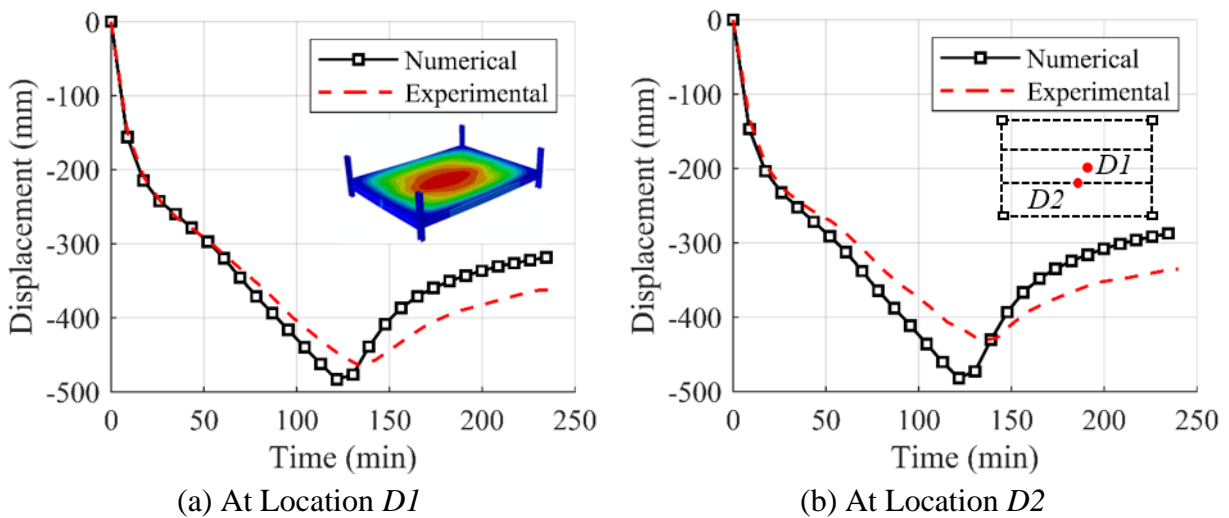 0
-100
-200
-300
-400
-500
Displacement (mm)
Numerical
Experimental
0
50
100
150
200
250
Time (min)
(a) At Location D1
0
-100
-200
-300
-400
-500
Displacement (mm)
Numerical
Experimental
D1
D2
0
50
100
150
200
250
Time (min)
(b) At Location D2